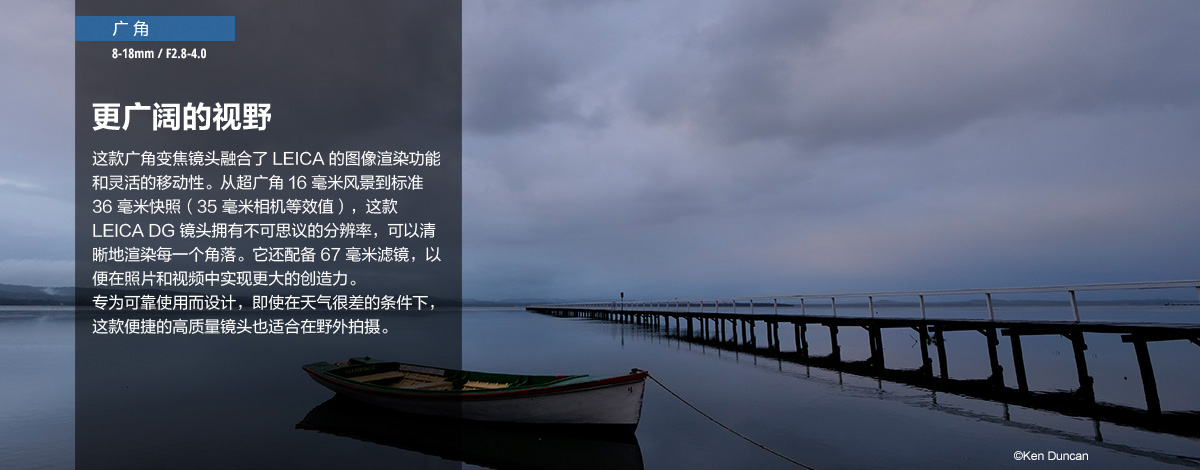 广角
8-18mm / F2.8-4.0
更广阔的视野
这款广角变焦镜头融合了 LEICA 的图像渲染功能
和灵活的移动性。从超广角 16 毫米风景到标准
36 毫米快照（35 毫米相机等效值），这款
LEICA DG 镜头拥有不可思议的分辨率，可以清
晰地渲染每一个角落。它还配备 67 毫米滤镜，以
便在照片和视频中实现更大的创造力。
专为可靠使用而设计，即使在天气很差的条件下，
这款便捷的高质量镜头也适合在野外拍摄。
©Ken Duncan